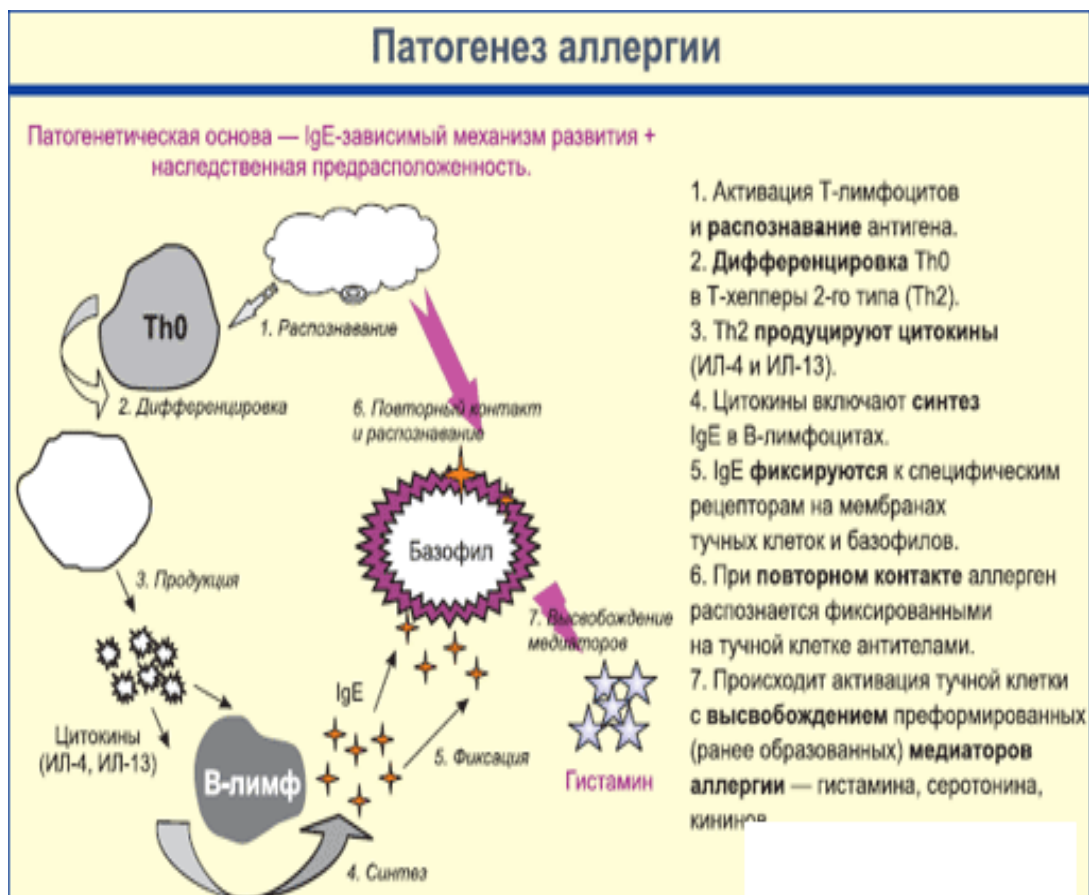 Патогенез аллергии
Патогенетическая основа — IgE-зависимый механизм развития +
наследственная предрасположенность.
Th0
1. Распознавание
2. Дифференцировка
6. Повторный контакт
и распознавание
Базофил
3. Продукция
7. Высвобождение
медиаторов
IgE
Цитокины
(ИЛ-4, ИЛ-13)
В-лимф
5. Фиксация
Гистамин
4. Синтез
1. Активация Т-лимфоцитов
и распознавание антигена.
2. Дифференцировка Th0
в Т-хелперы 2-го типа (Th2).
3. Th2 продуцируют цитокины
(ИЛ-4 и ИЛ-13).
4. Цитокины включают синтез
IgE в В-лимфоцитах.
5. IgE фиксируются к специфическим
рецепторам на мембранах
тучных клеток и базофилов.
6. При повторном контакте аллерген
распознается фиксированными
на тучной клетке антителами.
7. Происходит активация тучной клетки
с высвобождением преформированных
(ранее образованных) медиаторов
аллергии — гистамина, серотонина,
кининов